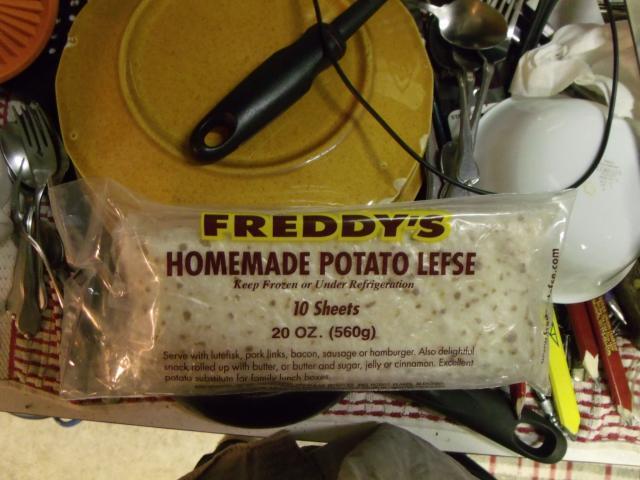 FREDDY'S
HOMEMADE POTATO LEFSE
Keep Frozen or Under Refrigeration
10 Sheets
20 OZ. (560g)
Serve with lutefisk, pork links, bacon, sausage or hamburger. Also delightful
snack rolled up with butter, or butter and sugar, jelly or cinnamon. Excellent
potato substitute for family lunch boxes.